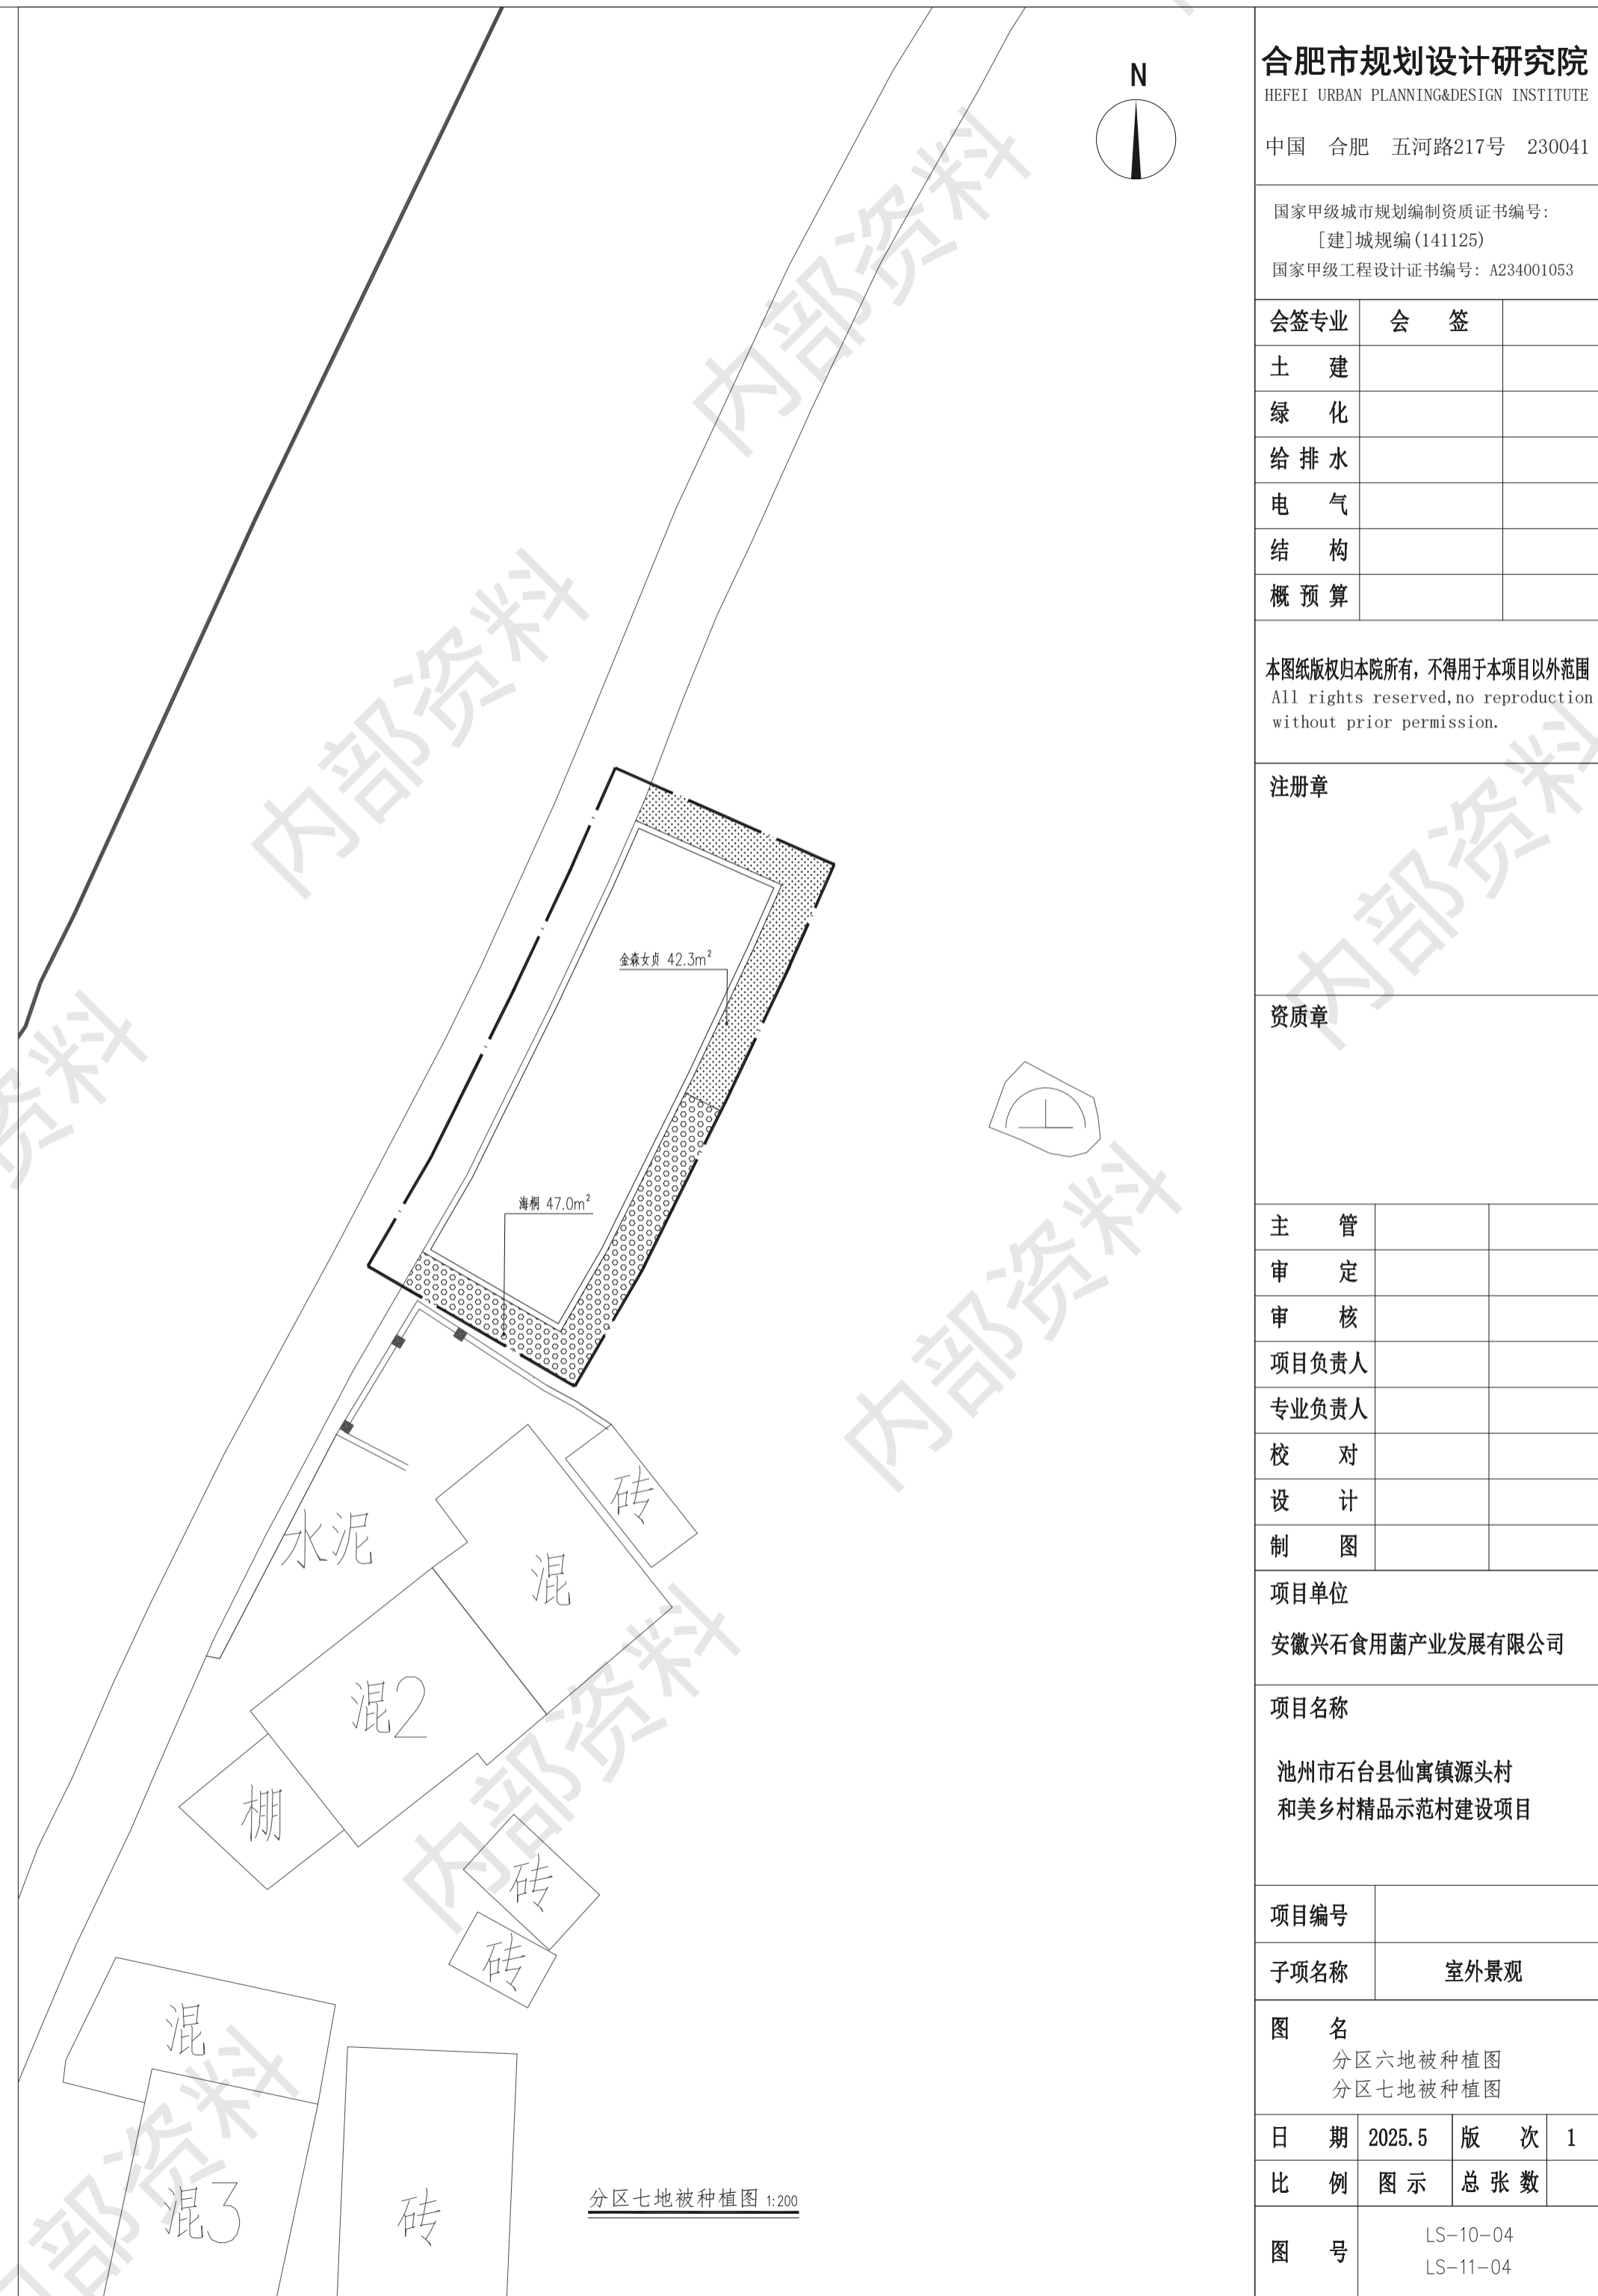 N
金森女贞 42.3m²
海桐 47.0m²
砖
水泥
混
混2
棚
砖
砖
混
混3
砖
分区七地被种植图 1:200
合肥市规划设计研究院
HEFEI URBAN PLANNING&DESIGN INSTITUTE
中国 合肥 五河路217号 230041
国家甲级城市规划编制资质证书编号:
[建]城规编(141125)
国家甲级工程设计证书编号: A234001053
会签专业 会 签
土 建
绿 化
给 排 水
电 气
结 构
概 预 算
本图纸版权归本院所有，不得用于本项目以外范围
All rights reserved,no reproduction
without prior permission.
注册章
资质章
主 管
审 定
审 核
项目负责人
专业负责人
校 对
设 计
制 图
项目单位
安徽兴石食用菌产业发展有限公司
项目名称
池州市石台县仙寓镇源头村
和美乡村精品示范村建设项目
项目编号
子项名称 室外景观
图 名
分区六地被种植图
分区七地被种植图
日 期 2025.5 版 次 1
比 例 图 示 总 张 数
图 号
LS-10-04
LS-11-04
内部资料
内部资料
内部资料
资料
内部资料
内部资料
内部资料